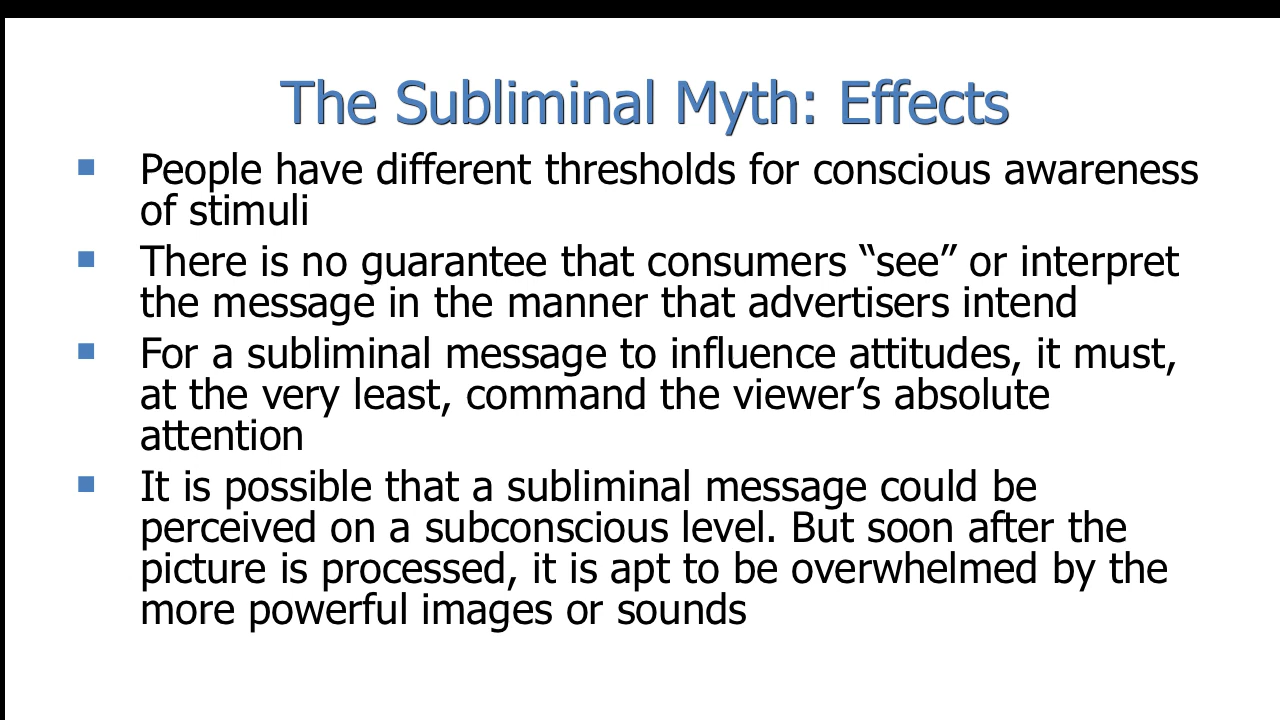 The Subliminal Myth: Effects
■ People have different thresholds for conscious awareness
of stimuli
■ There is no guarantee that consumers “see” or interpret
the message in the manner that advertisers intend
■ For a subliminal message to influence attitudes, it must,
at the very least, command the viewer’s absolute
attention
■ It is possible that a subliminal message could be
perceived on a subconscious level. But soon after the
picture is processed, it is apt to be overwhelmed by the
more powerful images or sounds